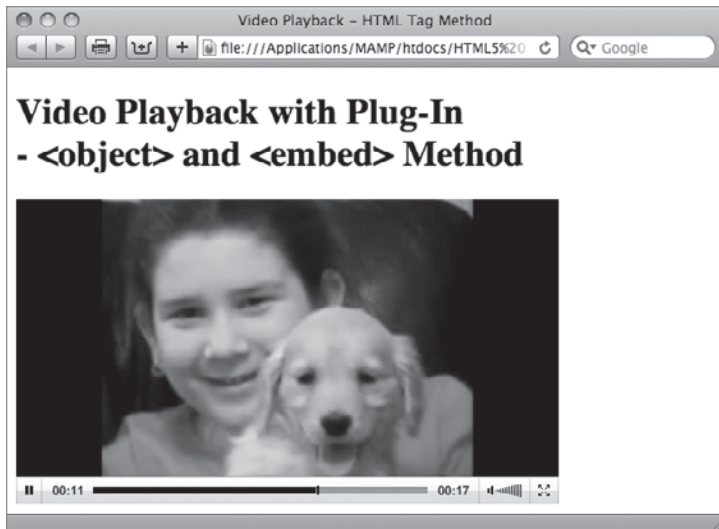 Video Playback – HTML Tag Method
file:///Applications/MAMP/htdocs/HTML5%20
Google
Video Playback with Plug-In
- <object> and <embed> Method
00:11
00:17